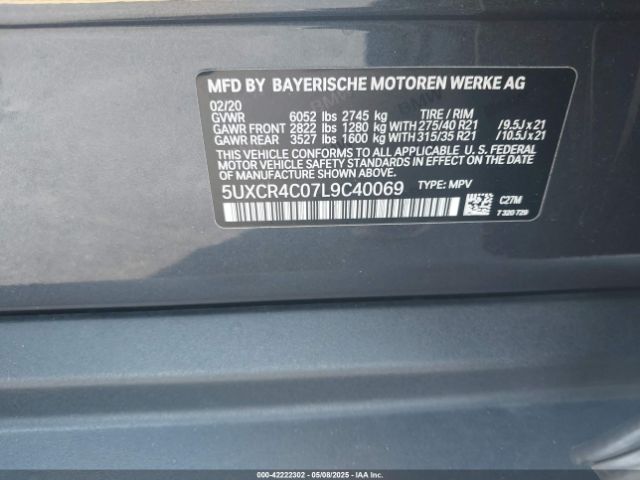 MFD BY BAYERISCHE MOTOREN WERKE AG
02/20
GVWR 6052 lbs 2745 kg TIRE / RIM
GAWR FRONT 2822 lbs 1280 kg WITH 275/40 R21 /9.5J x 21
GAWR REAR 3527 lbs 1600 kg WITH 315/35 R21 /10.5J x 21
THIS VEHICLE CONFORMS TO ALL APPLICABLE U. S. FEDERAL
MOTOR VEHICLE SAFETY STANDARDS IN EFFECT ON THE DATE
OF MANUFACTURE SHOWN ABOVE.
5UXCR4C07L9C40069 TYPE: MPV
C27M
7 320 729
000-42222302 - 05/08/2025 - IAAI Inc.